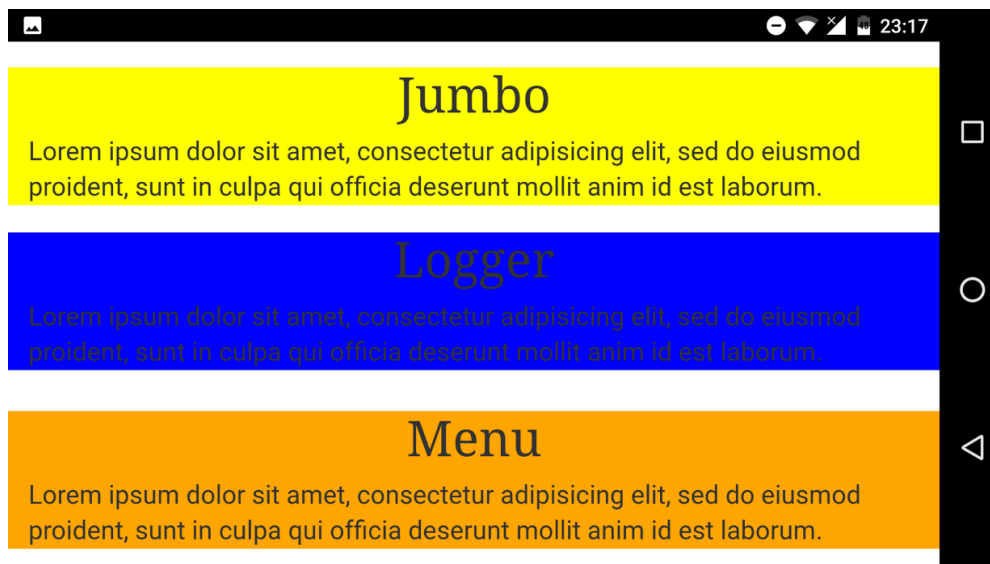 23:17
Jumbo
Lorem ipsum dolor sit amet, consectetur adipisicing elit, sed do eiusmod
proident, sunt in culpa qui officia deserunt mollit anim id est laborum.
Logger
Lorem ipsum dolor sit amet, consectetur adipisicing elit, sed do eiusmod
proident, sunt in culpa qui officia deserunt mollit anim id est laborum.
Menu
Lorem ipsum dolor sit amet, consectetur adipisicing elit, sed do eiusmod
proident, sunt in culpa qui officia deserunt mollit anim id est laborum.